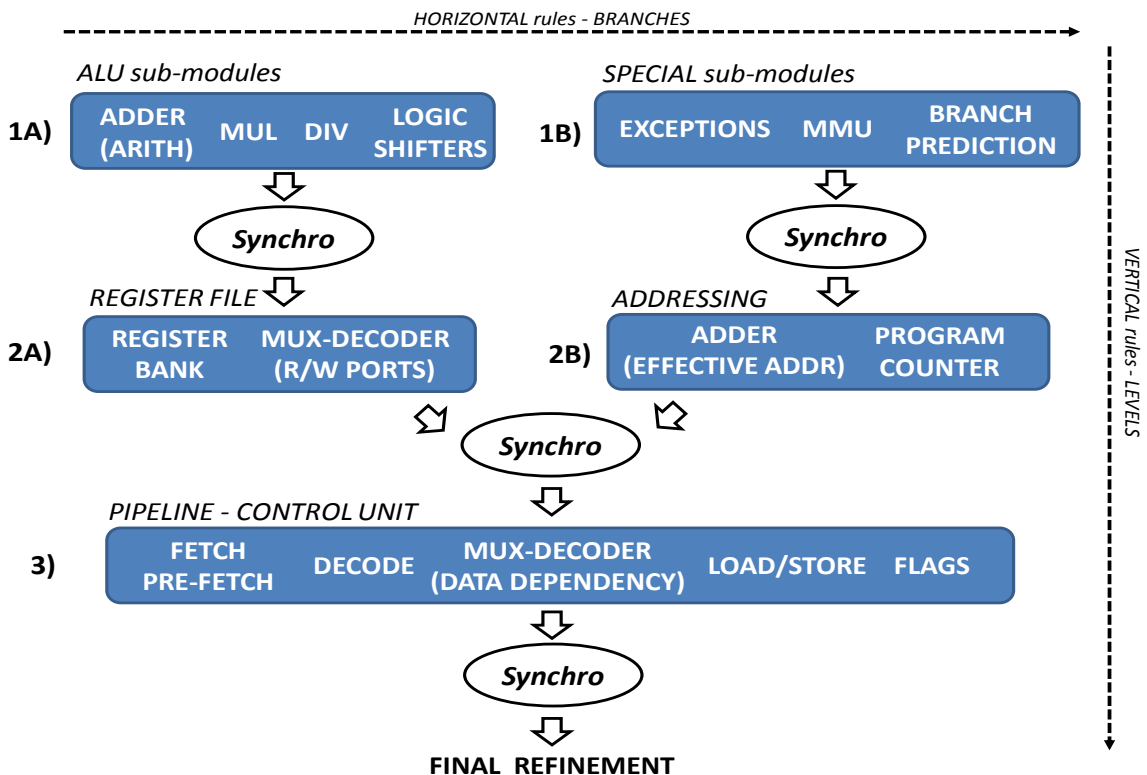 HORIZONTAL rules - BRANCHES
ALU sub-modules
SPECIAL sub-modules
1A)
ADDER
(ARITH)
MUL
DIV
LOGIC
SHIFTERS
1B)
EXCEPTIONS
MMU
BRANCH
PREDICTION
Synchro
Synchro
REGISTER FILE
ADDRESSING
2A)
REGISTER
BANK
MUX-DECODER
(R/W PORTS)
2B)
ADDER
(EFFECTIVE ADDR)
PROGRAM
COUNTER
VERTICAL rules - LEVELS
Synchro
PIPELINE - CONTROL UNIT
3)
FETCH
PRE-FETCH
DECODE
MUX-DECODER
(DATA DEPENDENCY)
LOAD/STORE
FLAGS
Synchro
FINAL REFINEMENT